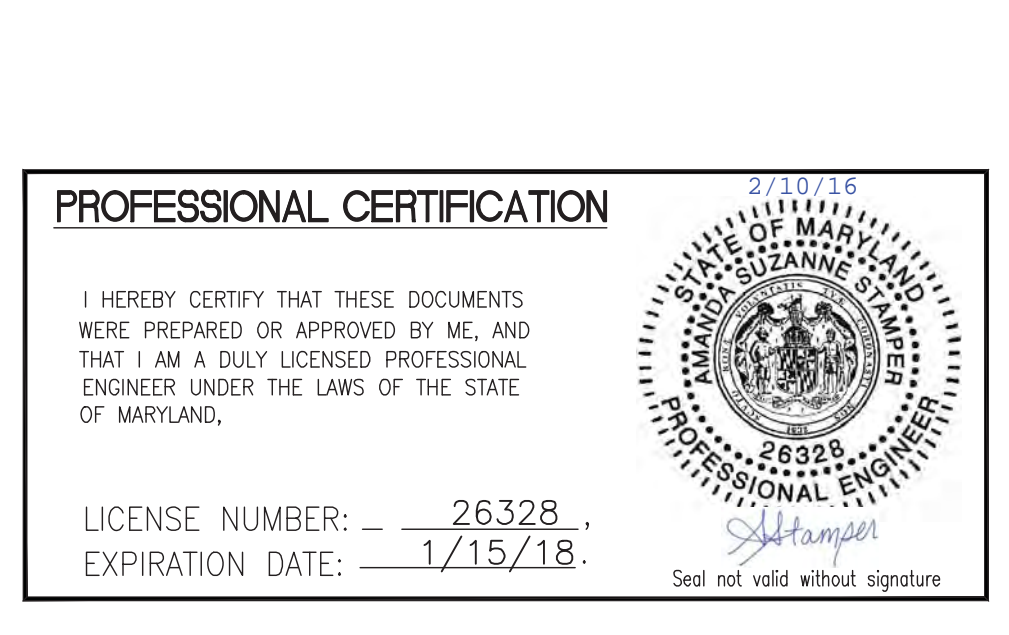 PROFESSIONAL CERTIFICATION
I HEREBY CERTIFY THAT THESE DOCUMENTS
WERE PREPARED OR APPROVED BY ME, AND
THAT I AM A DULY LICENSED PROFESSIONAL
ENGINEER UNDER THE LAWS OF THE STATE
OF MARYLAND,
LICENSE NUMBER: _ 26328,
EXPIRATION DATE: 1/15/18.
2/10/16
STATE OF MARYLAND
AMANDA SUZANNE STAMPER
26328
PROFESSIONAL ENGINEER
Stamper
Seal not valid without signature